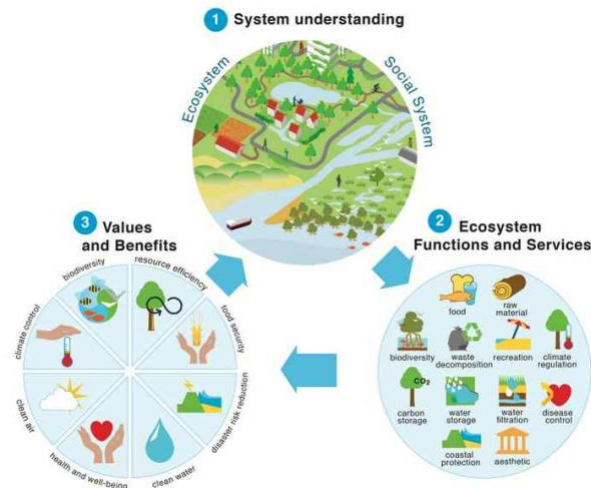 1 System understanding
Ecosystem
Social System
3 Values
and Benefits
biodiversity
resource efficiency
climate control
food security
clean air
disaster risk reduction
health and well-being
clean water
2 Ecosystem
Functions and Services
food
raw
material
biodiversity
waste
decomposition
recreation
climate
regulation
CO2
carbon
storage
water
storage
water
filtration
disease
control
coastal
protection
aesthetic